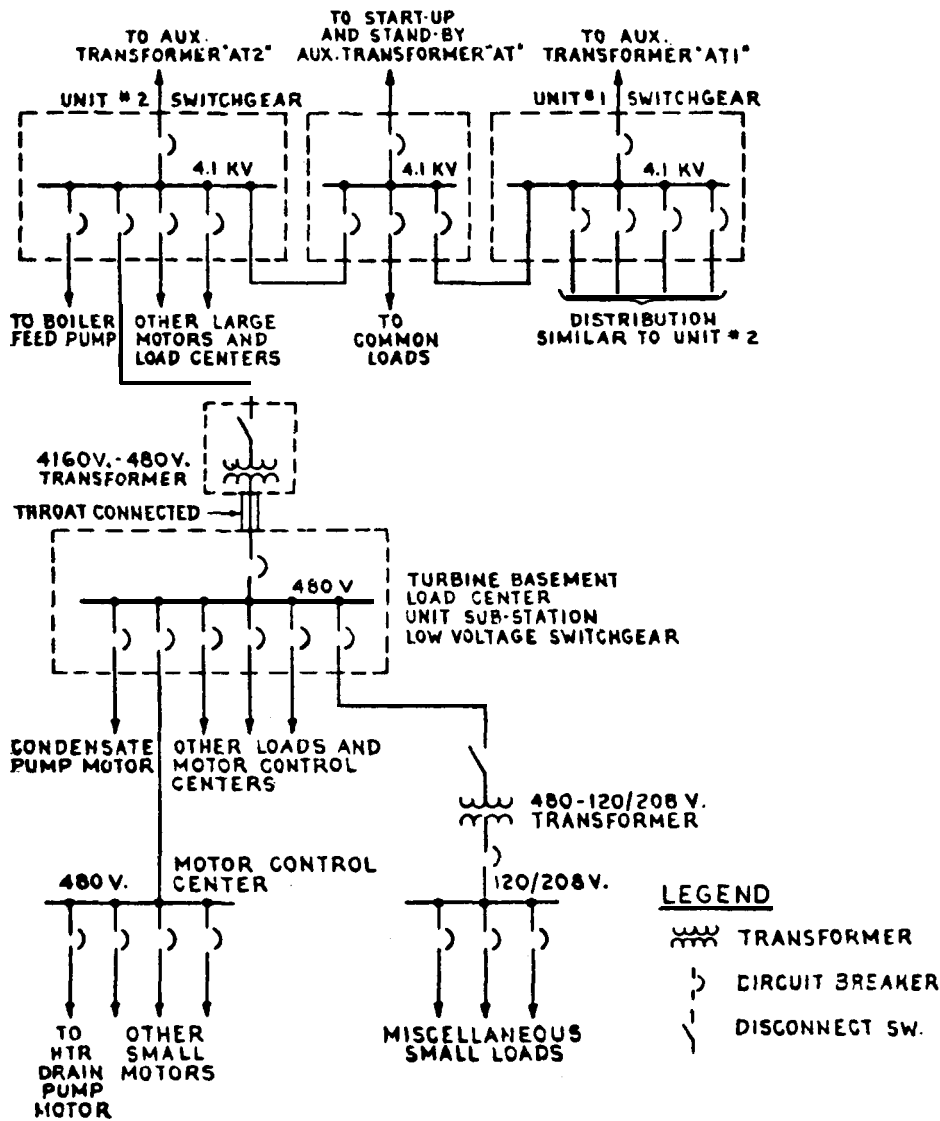 TO AUX.
TRANSFORMER "AT2"
TO START-UP
AND STAND-BY
AUX. TRANSFORMER "AT"
TO AUX.
TRANSFORMER "AT1"
UNIT #2 SWITCHGEAR
UNIT #1 SWITCHGEAR
4.1 KV
4.1 KV
4.1 KV
TO BOILER
FEED PUMP
OTHER LARGE
MOTORS AND
LOAD CENTERS
TO
COMMON
LOADS
DISTRIBUTION
SIMILAR TO UNIT #2
4160V.-480V.
TRANSFORMER
THROAT CONNECTED
480 V
TURBINE BASEMENT
LOAD CENTER
UNIT SUB-STATION
LOW VOLTAGE SWITCHGEAR
CONDENSATE
PUMP MOTOR
OTHER LOADS AND
MOTOR CONTROL
CENTERS
480-120/208 V.
TRANSFORMER
480 V.
MOTOR CONTROL
CENTER
120/208 V.
TO
HTR
DRAIN
PUMP
MOTOR
OTHER
SMALL
MOTORS
MISCELLANEOUS
SMALL LOADS
LEGEND
TRANSFORMER
CIRCUIT BREAKER
DISCONNECT SW.